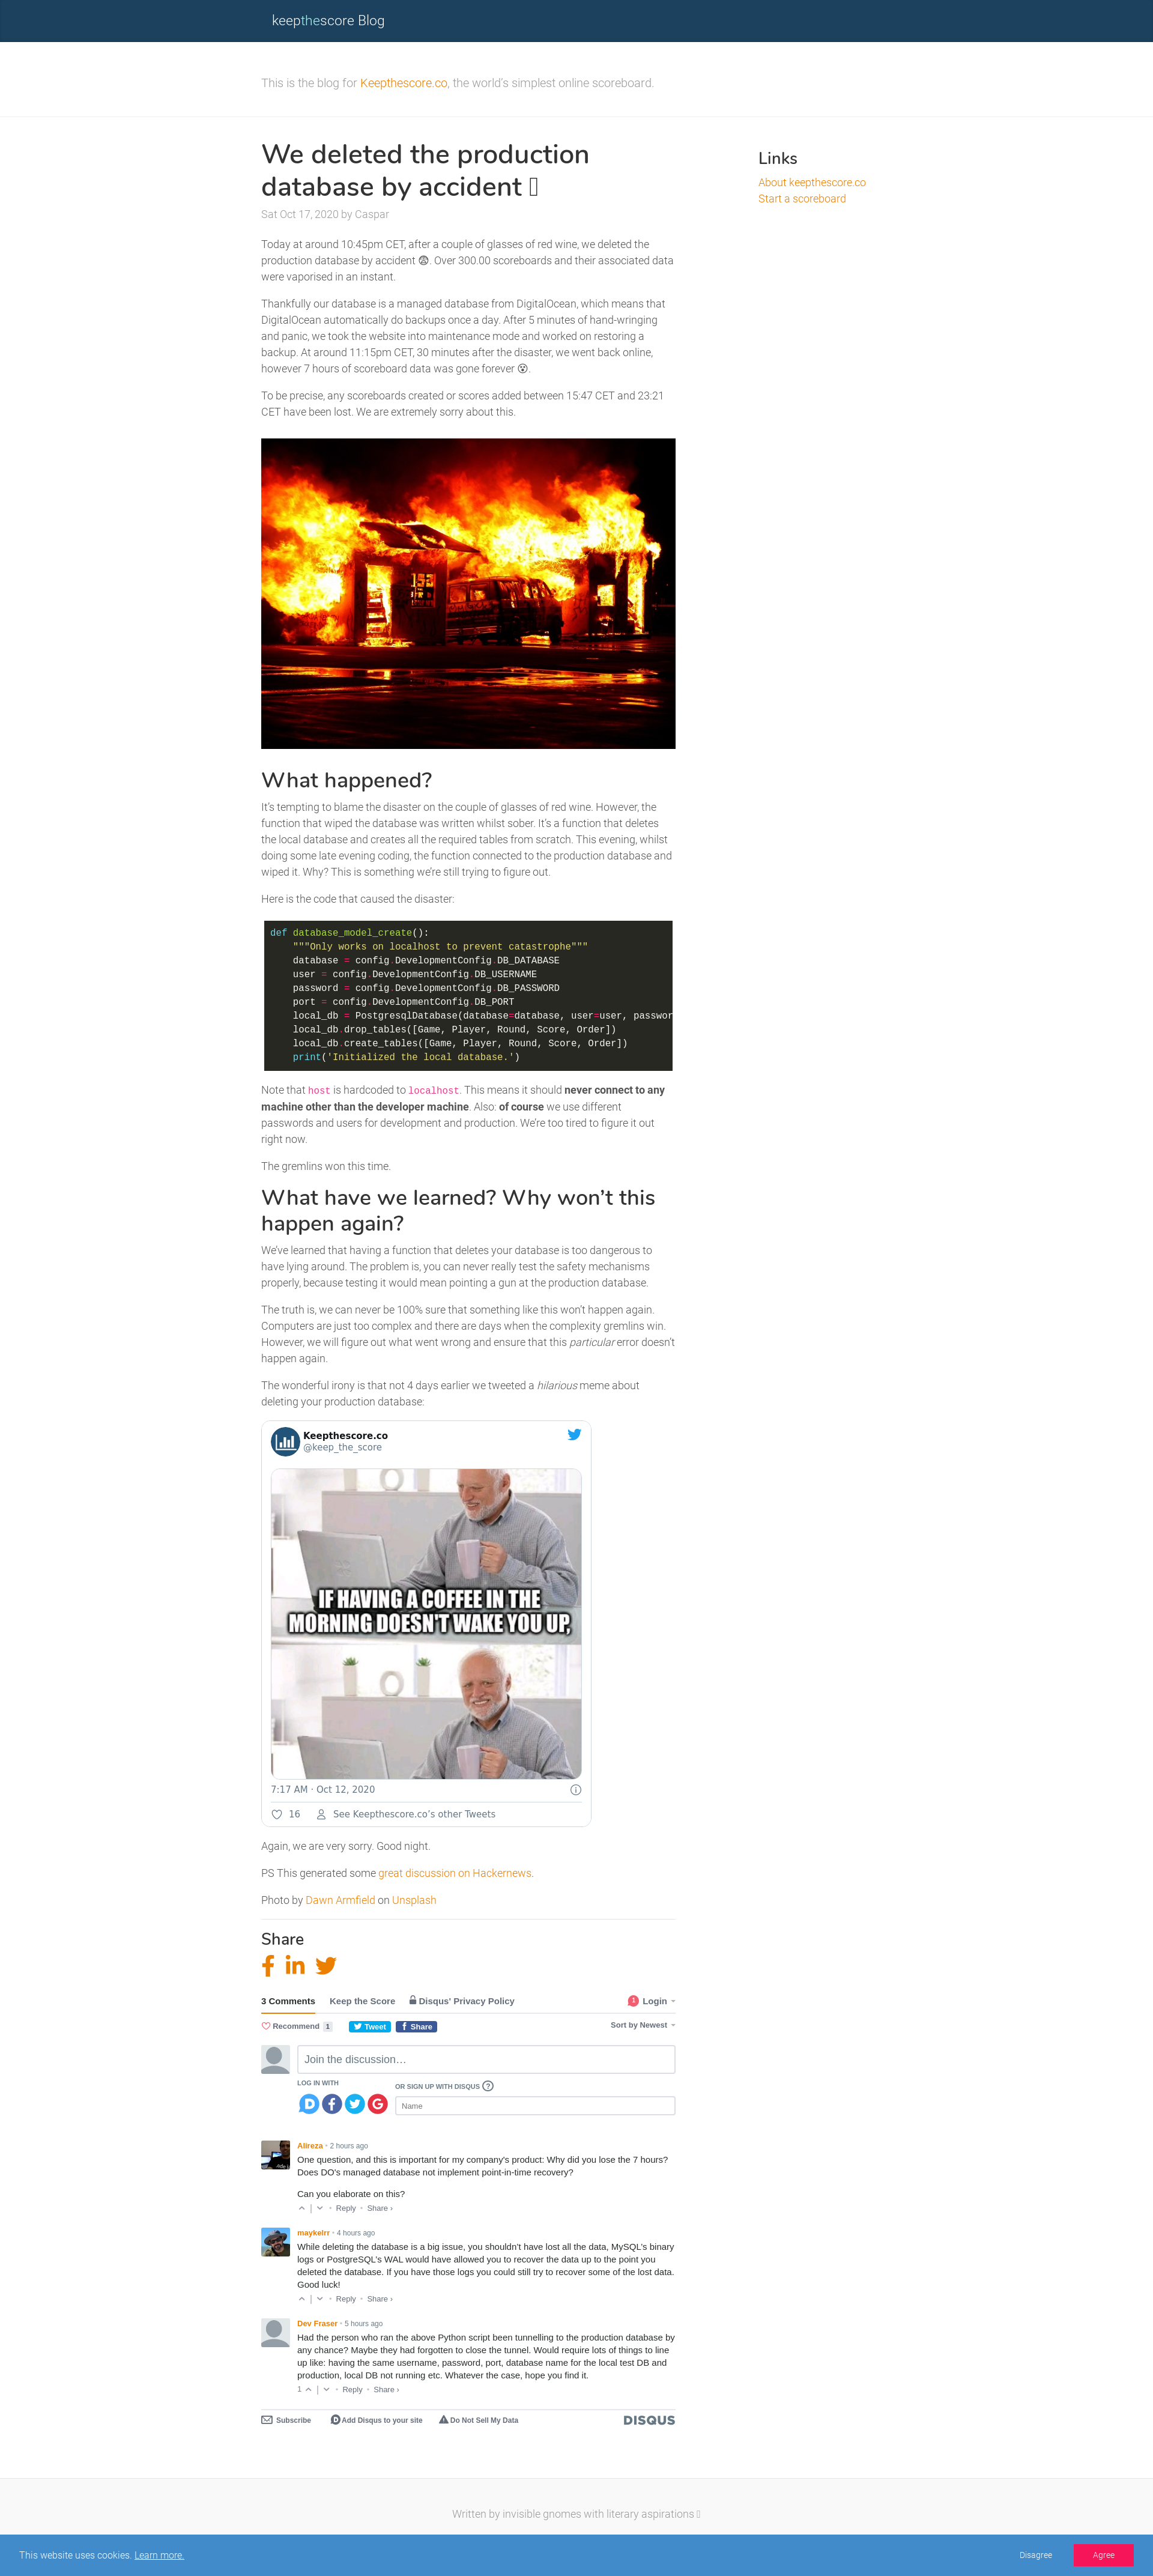 keepthescore Blog
This is the blog for Keepthescore.co, the world's simplest online scoreboard.
We deleted the production
database by accident
Sat Oct 17, 2020 by Caspar
Today at around 10:45pm CET, after a couple of glasses of red wine, we deleted the
production database by accident 😨. Over 300.00 scoreboards and their associated data
were vaporised in an instant.
Thankfully our database is a managed database from DigitalOcean, which means that
DigitalOcean automatically do backups once a day. After 5 minutes of hand-wringing
and panic, we took the website into maintenance mode and worked on restoring a
backup. At around 11:15pm CET, 30 minutes after the disaster, we went back online,
however 7 hours of scoreboard data was gone forever 😵.
To be precise, any scoreboards created or scores added between 15:47 CET and 23:21
CET have been lost. We are extremely sorry about this.
What happened?
It's tempting to blame the disaster on the couple of glasses of red wine. However, the
function that wiped the database was written whilst sober. It's a function that deletes
the local database and creates all the required tables from scratch. This evening, whilst
doing some late evening coding, the function connected to the production database and
wiped it. Why? This is something we're still trying to figure out.
Here is the code that caused the disaster:
def database_model_create():
"""Only works on localhost to prevent catastrophe"""
database = config.DevelopmentConfig.DB_DATABASE
user = config.DevelopmentConfig.DB_USERNAME
password = config.DevelopmentConfig.DB_PASSWORD
port = config.DevelopmentConfig.DB_PORT
local_db = PostgresqlDatabase(database=database, user=user, passwor
local_db.drop_tables([Game, Player, Round, Score, Order])
local_db.create_tables([Game, Player, Round, Score, Order])
print('Initialized the local database.')
Note that host is hardcoded to localhost. This means it should never connect to any
machine other than the developer machine. Also: of course we use different
passwords and users for development and production. We're too tired to figure it out
right now.
The gremlins won this time.
What have we learned? Why won't this
happen again?
We've learned that having a function that deletes your database is too dangerous to
have lying around. The problem is, you can never really test the safety mechanisms
properly, because testing it would mean pointing a gun at the production database.
The truth is, we can never be 100% sure that something like this won't happen again.
Computers are just too complex and there are days when the complexity gremlins win.
However, we will figure out what went wrong and ensure that this particular error doesn't
happen again.
The wonderful irony is that not 4 days earlier we tweeted a hilarious meme about
deleting your production database:
Keepthescore.co
@keep_the_score
IF HAVING A COFFEE IN THE
MORNING DOESN'T WAKE YOU UP,
7:17 AM · Oct 12, 2020
16 See Keepthescore.co's other Tweets
Again, we are very sorry. Good night.
PS This generated some great discussion on Hackernews.
Photo by Dawn Armfield on Unsplash
Share
3 Comments Keep the Score Disqus' Privacy Policy 1 Login
Recommend 1 Tweet Share Sort by Newest
Join the discussion…
LOG IN WITH
OR SIGN UP WITH DISQUS ?
Name
Alireza • 2 hours ago
One question, and this is important for my company's product: Why did you lose the 7 hours?
Does DO's managed database not implement point-in-time recovery?
Can you elaborate on this?
• Reply • Share ›
maykelrr • 4 hours ago
While deleting the database is a big issue, you shouldn't have lost all the data, MySQL's binary
logs or PostgreSQL's WAL would have allowed you to recover the data up to the point you
deleted the database. If you have those logs you could still try to recover some of the lost data.
Good luck!
• Reply • Share ›
Dev Fraser • 5 hours ago
Had the person who ran the above Python script been tunnelling to the production database by
any chance? Maybe they had forgotten to close the tunnel. Would require lots of things to line
up like: having the same username, password, port, database name for the local test DB and
production, local DB not running etc. Whatever the case, hope you find it.
1 • Reply • Share ›
Subscribe Add Disqus to your site Do Not Sell My Data DISQUS
Links
About keepthescore.co
Start a scoreboard
Written by invisible gnomes with literary aspirations
This website uses cookies. Learn more. Disagree Agree